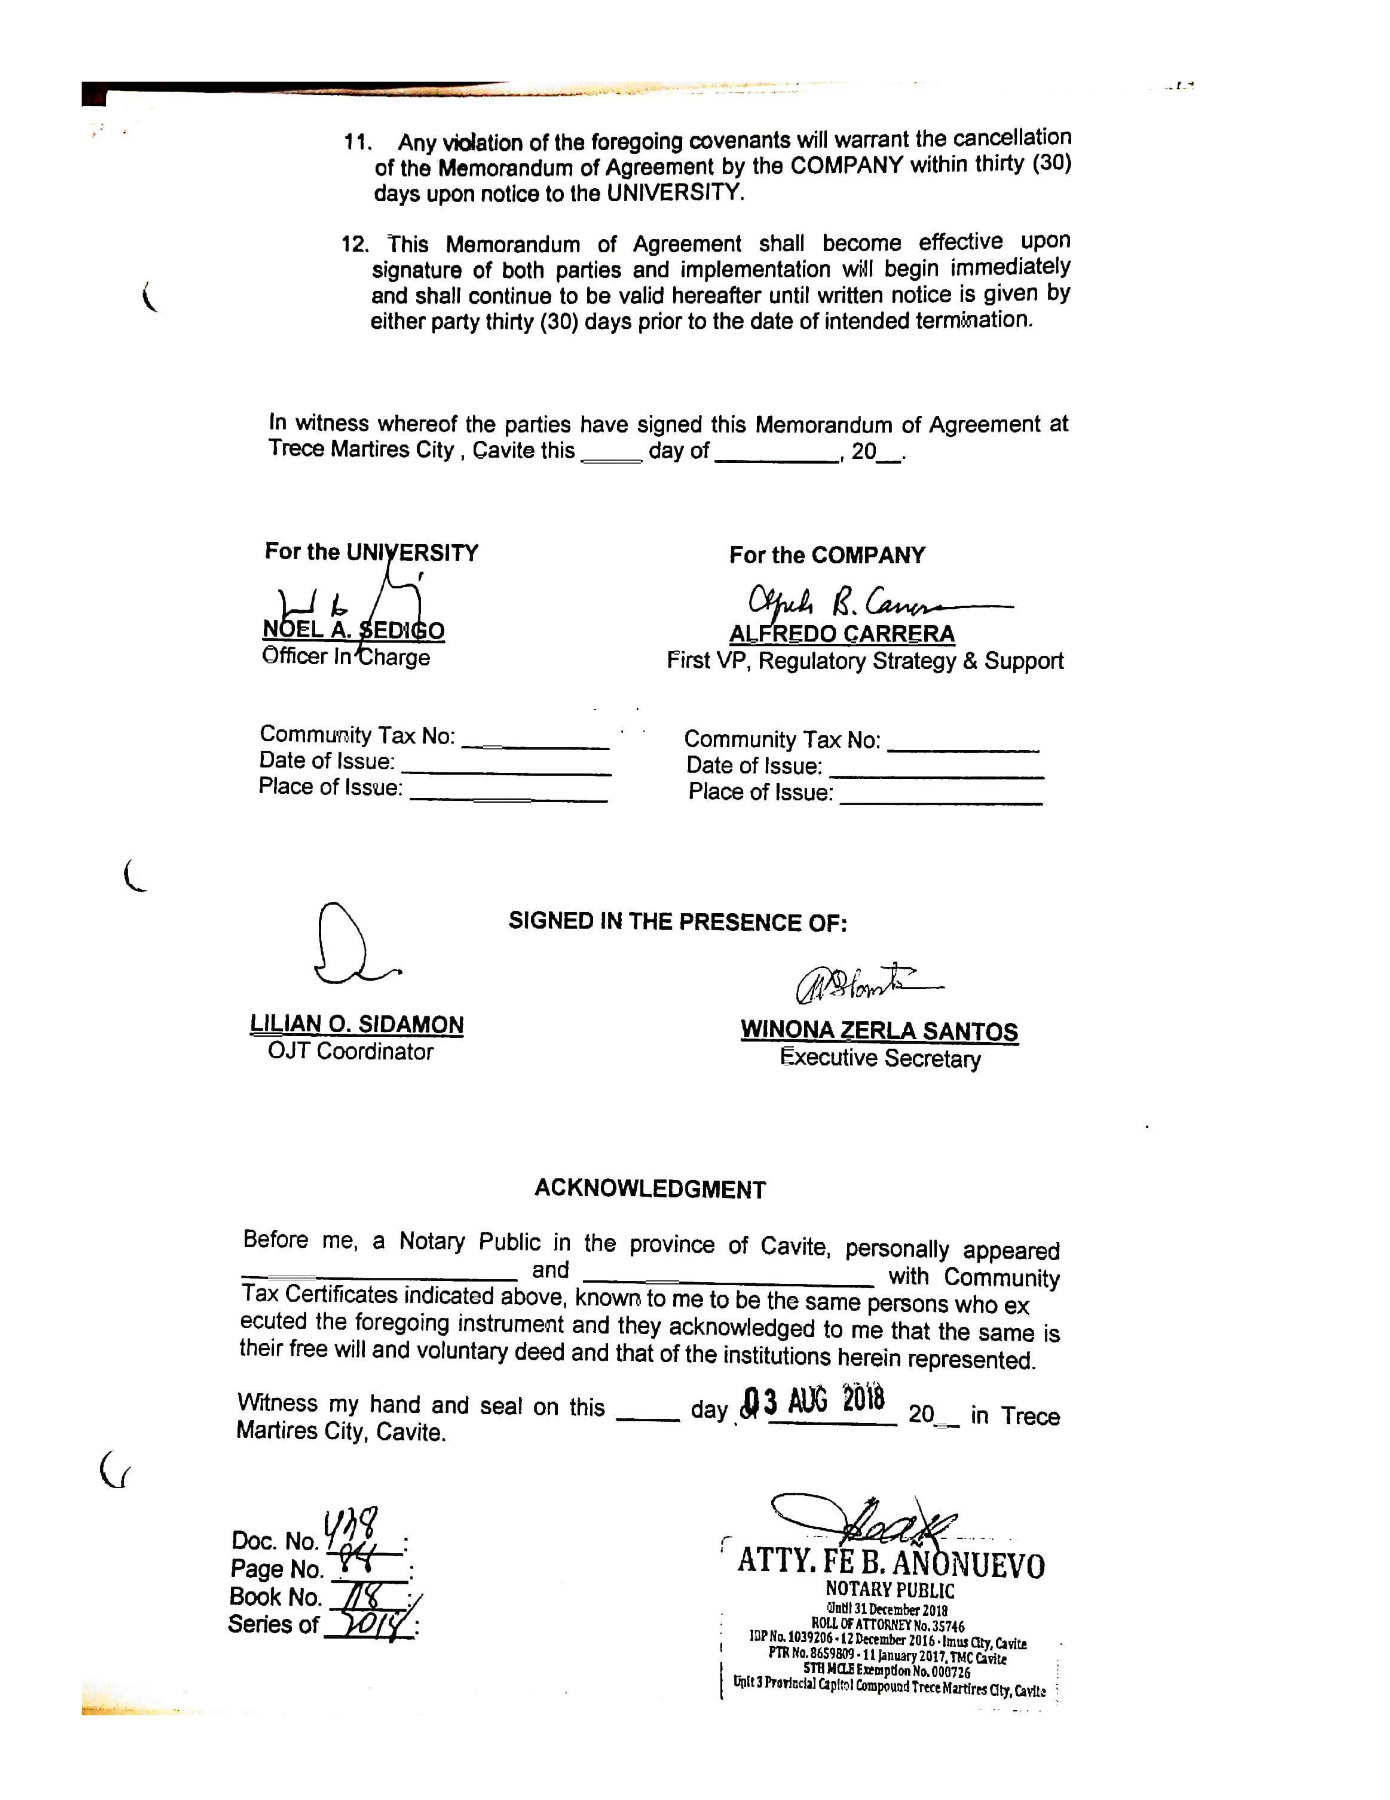 11. Any violation of the foregoing covenants will warrant the cancellation
of the Memorandum of Agreement by the COMPANY within thirty (30)
days upon notice to the UNIVERSITY.
12. This Memorandum of Agreement shall become effective upon
signature of both parties and implementation will begin immediately
and shall continue to be valid hereafter until written notice is given by
either party thirty (30) days prior to the date of intended termination.
In witness whereof the parties have signed this Memorandum of Agreement at
Trece Martires City , Cavite this _____ day of __________, 20__.
For the UNIVERSITY
For the COMPANY
NOEL A. SEDIGO
Officer In Charge
ALFREDO CARRERA
First VP, Regulatory Strategy & Support
Community Tax No: ____________
Date of Issue: _________________
Place of Issue: ________________
Community Tax No: ____________
Date of Issue: _________________
Place of Issue: ________________
SIGNED IN THE PRESENCE OF:
LILIAN O. SIDAMON
OJT Coordinator
WINONA ZERLA SANTOS
Executive Secretary
ACKNOWLEDGMENT
Before me, a Notary Public in the province of Cavite, personally appeared
______________________ and _______________________ with Community
Tax Certificates indicated above, known to me to be the same persons who ex
ecuted the foregoing instrument and they acknowledged to me that the same is
their free will and voluntary deed and that of the institutions herein represented.
Witness my hand and seal on this _____ day of 03 AUG 2018 20__ in Trece
Martires City, Cavite.
Doc. No. 438 :
Page No. 84 :
Book No. 118 :
Series of 2018 :
ATTY. FE B. AÑONUEVO
NOTARY PUBLIC
Until 31 December 2018
ROLL OF ATTORNEY No. 35746
IBP No. 1039206 - 12 December 2016 - Imus City, Cavite
PTR No. 8659809 - 11 January 2017, TMC Cavite
5TH MCLE Exemption No. 000726
Unit 3 Provincial Capitol Compound Trece Martires City, Cavite